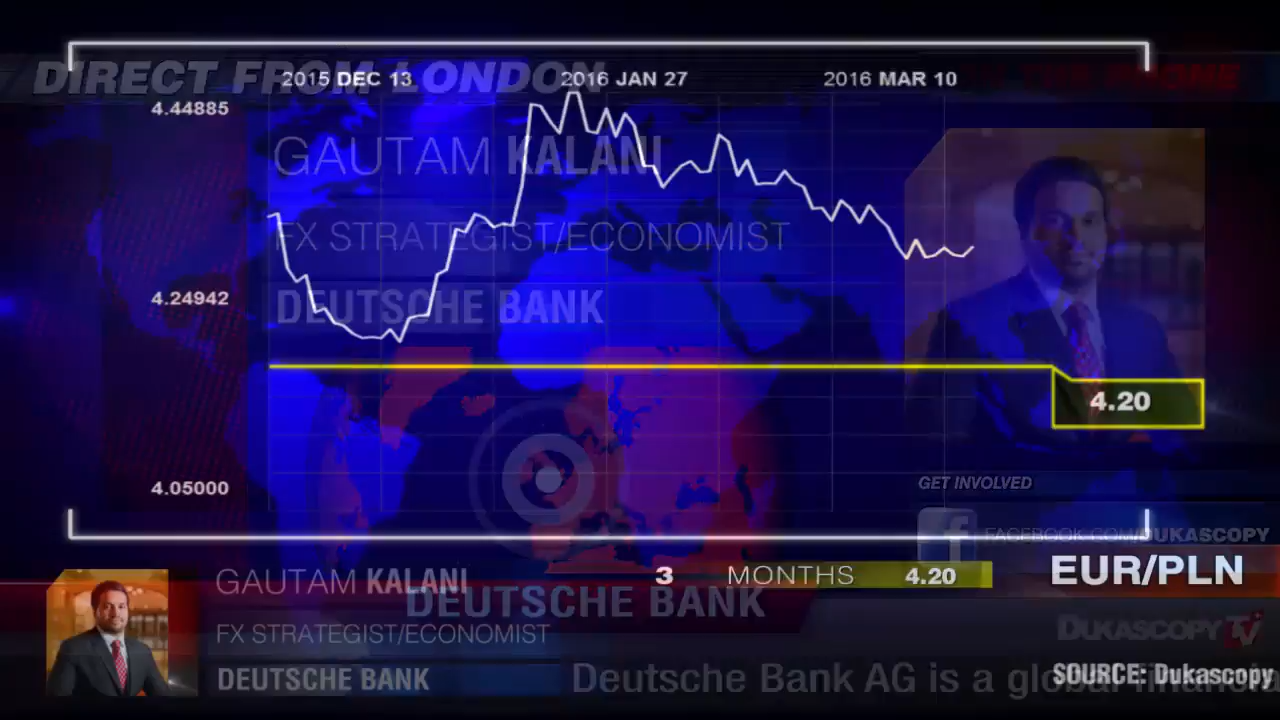 DIRECT FROM LONDON
2015 DEC 13
2016 JAN 27
2016 MAR 10
4.44885
GAUTAM KALANI
FX STRATEGIST/ECONOMIST
4.24942
DEUTSCHE BANK
4.20
4.05000
GET INVOLVED
FACEBOOK.COM/DUKASCOPY
GAUTAM KALANI
3 MONTHS 4.20
EUR/PLN
DEUTSCHE BANK
FX STRATEGIST/ECONOMIST
DUKASCOPY TV
DEUTSCHE BANK
Deutsche Bank AG is a global financia
SOURCE: Dukascopy